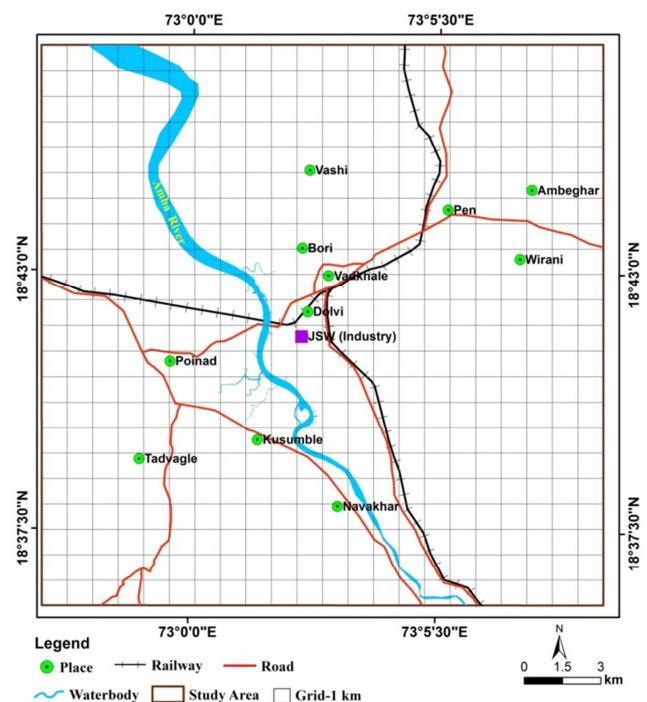 73°0'0"E 73°5'30"E
Vashi
Ambeghar
Pen
Amba River
Bori
Wirani
18°43'0"N 18°43'0"N
Vadkhale
Dolvi
JSW (Industry)
Poinad
Kusumble
Tadvagle
Navakhar
18°37'30"N 18°37'30"N
73°0'0"E 73°5'30"E
Legend
Place Railway Road
Waterbody Study Area Grid-1 km
N
0 1.5 3
km